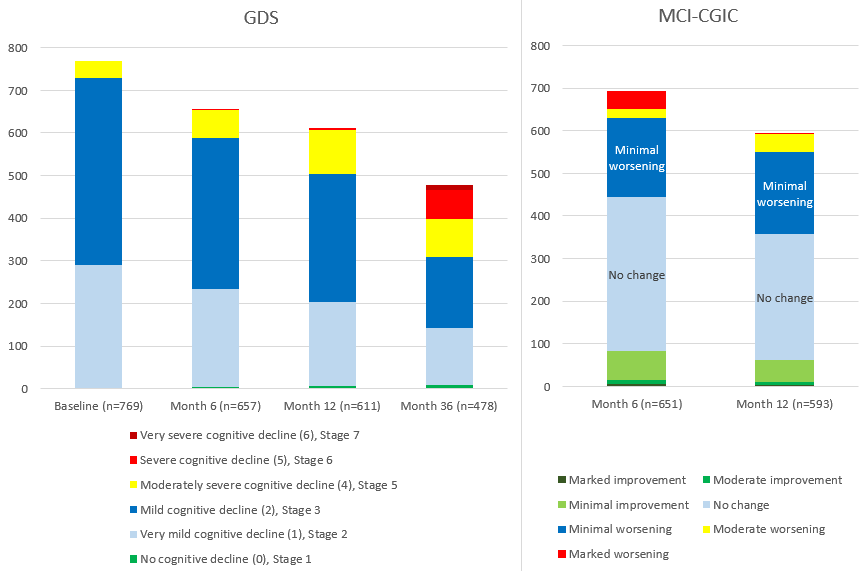 GDS
800
700
600
500
400
300
200
100
0
Baseline (n=769)
Month 6 (n=657)
Month 12 (n=611)
Month 36 (n=478)
Very severe cognitive decline (6), Stage 7
Severe cognitive decline (5), Stage 6
Moderately severe cognitive decline (4), Stage 5
Mild cognitive decline (2), Stage 3
Very mild cognitive decline (1), Stage 2
No cognitive decline (0), Stage 1
MCI-CGIC
800
700
600
500
400
300
200
100
0
Minimal
worsening
No change
Minimal
worsening
No change
Month 6 (n=651)
Month 12 (n=593)
Marked improvement
Moderate improvement
Minimal improvement
No change
Minimal worsening
Moderate worsening
Marked worsening